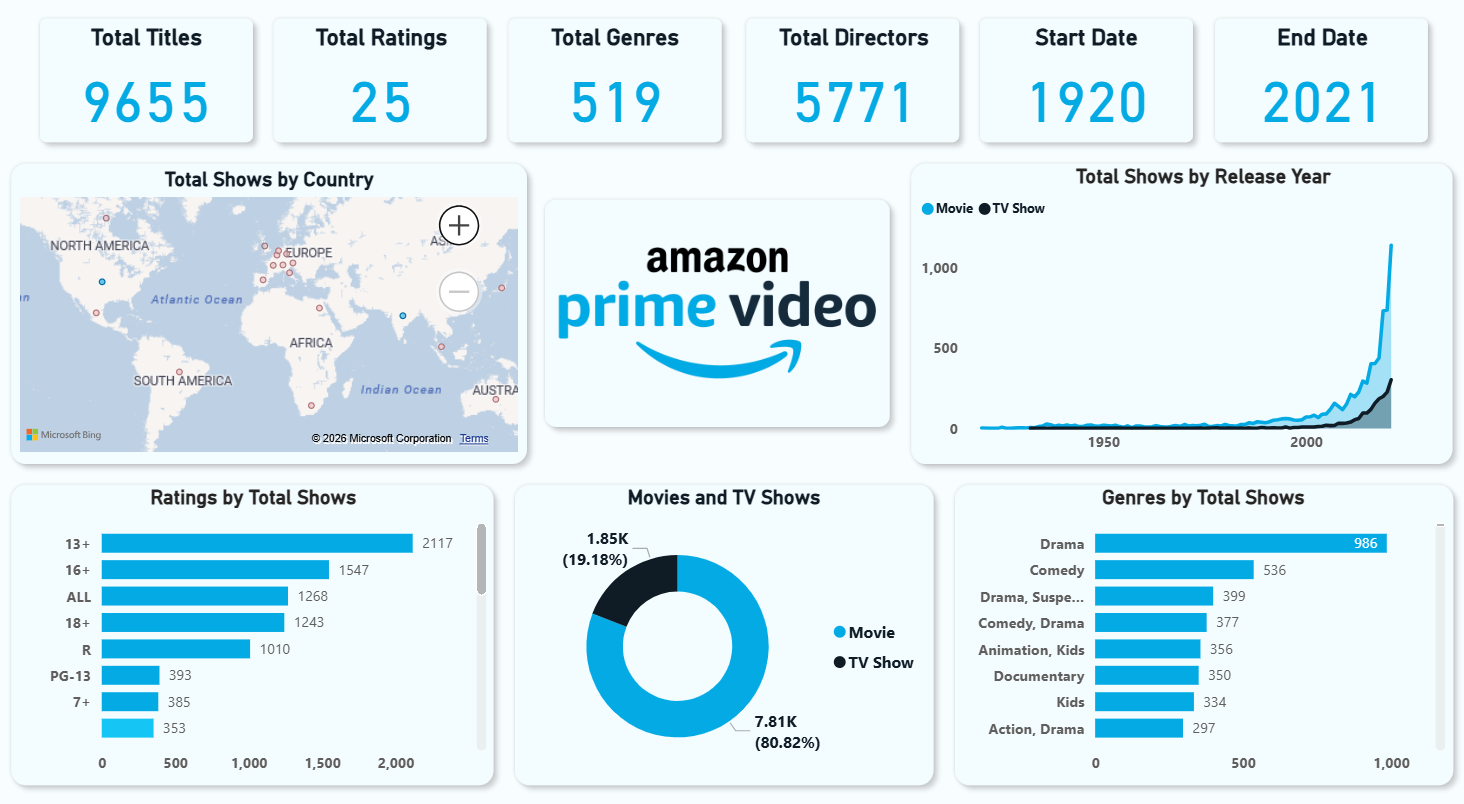 Total Titles
9655
Total Ratings
25
Total Genres
519
Total Directors
5771
Start Date
1920
End Date
2021
Total Shows by Country
NORTH AMERICA
EUROPE
AS
Atlantic Ocean
AFRICA
SOUTH AMERICA
Indian Ocean
AUSTRA
Microsoft Bing
© 2026 Microsoft Corporation Terms
amazon
prime video
Total Shows by Release Year
Movie TV Show
1,000
500
0
1950 2000
Ratings by Total Shows
13+ 2117
16+ 1547
ALL 1268
18+ 1243
R 1010
PG-13 393
7+ 385
353
0 500 1,000 1,500 2,000
Movies and TV Shows
1.85K
(19.18%)
Movie
TV Show
7.81K
(80.82%)
Genres by Total Shows
Drama 986
Comedy 536
Drama, Suspe... 399
Comedy, Drama 377
Animation, Kids 356
Documentary 350
Kids 334
Action, Drama 297
0 500 1,000